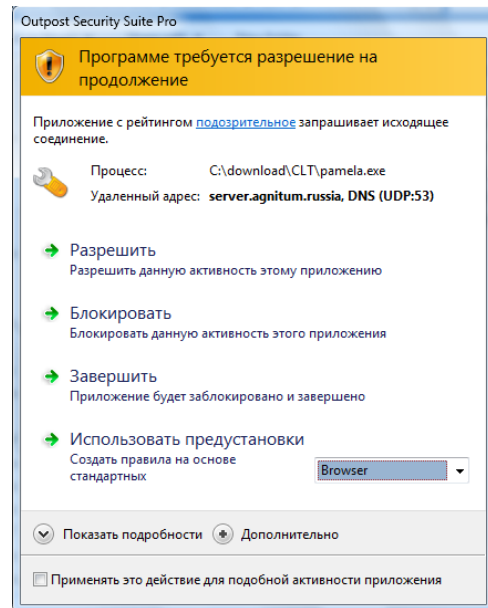 Outpost Security Suite Pro
Программе требуется разрешение на
продолжение
Приложение с рейтингом подозрительное запрашивает исходящее
соединение.
Процесс: C:\download\CLT\pamela.exe
Удаленный адрес: server.agnitum.russia, DNS (UDP:53)
Разрешить
Разрешить данную активность этому приложению
Блокировать
Блокировать данную активность этого приложения
Завершить
Приложение будет заблокировано и завершено
Использовать предустановки
Создать правила на основе
стандартных
Browser
Показать подробности Дополнительно
Применять это действие для подобной активности приложения